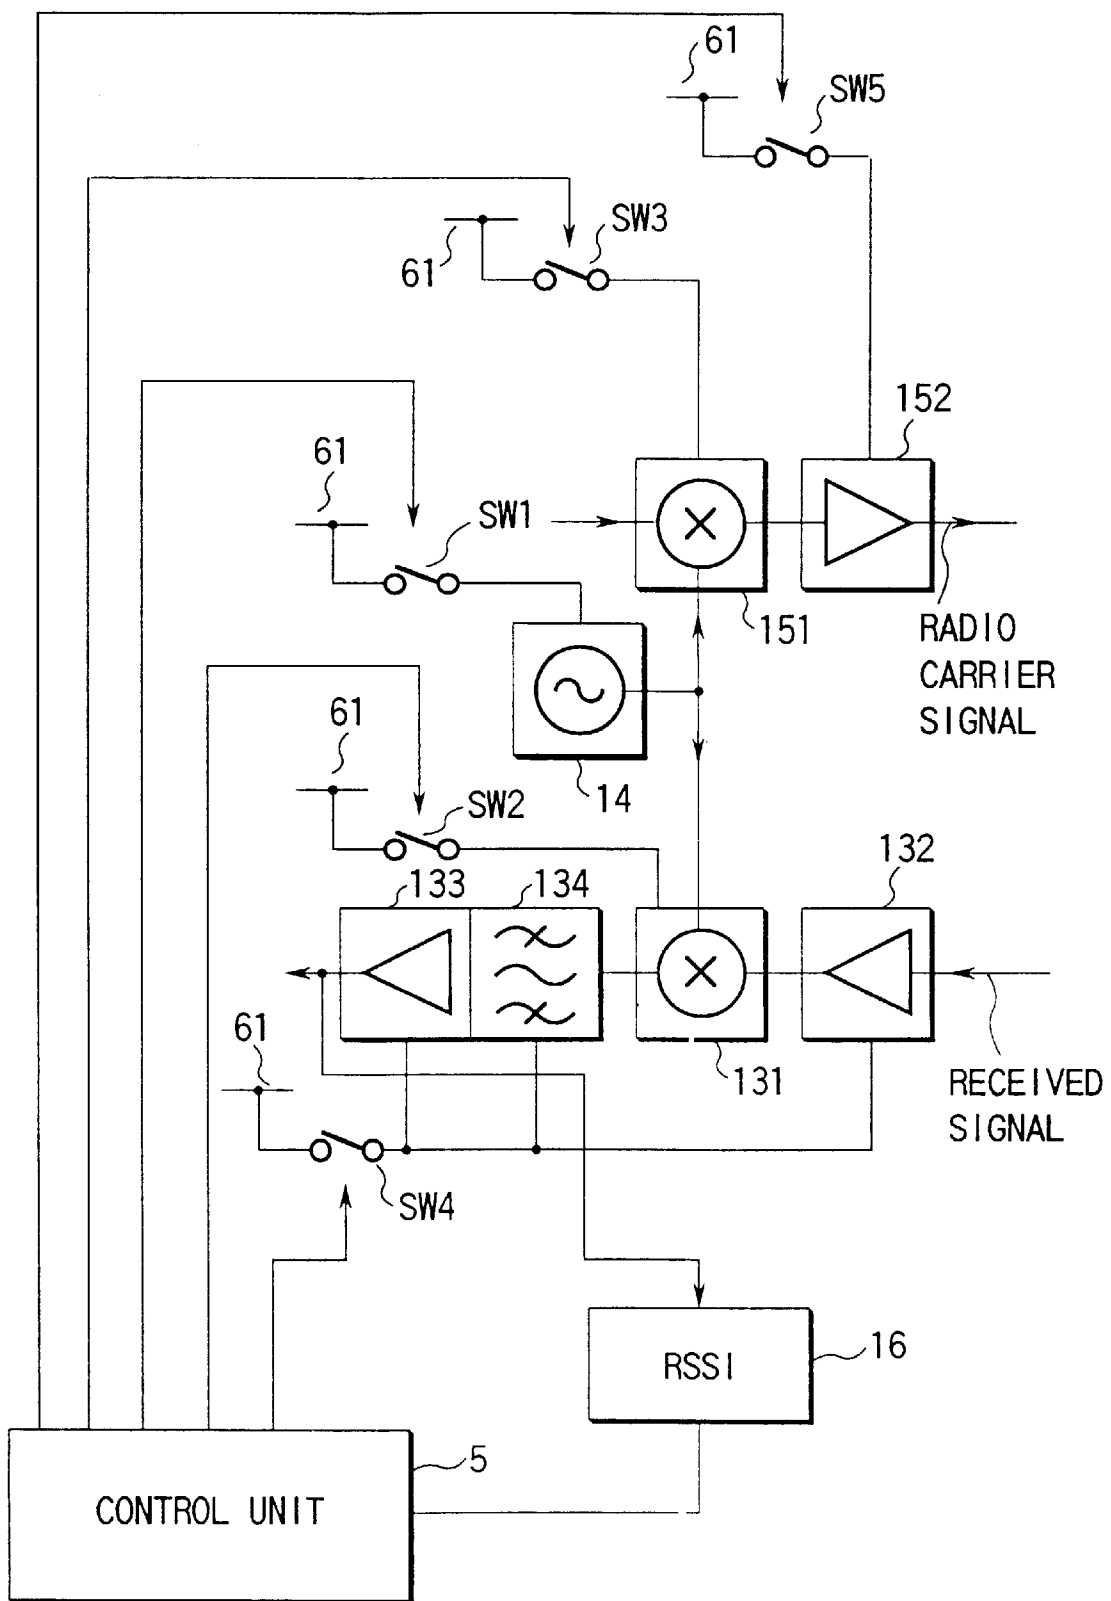 61
SW5
61
SW3
152
61
SW1
151
RADIO
CARRIER
SIGNAL
61
14
SW2
132
133
134
61
131
RECEIVED
SIGNAL
SW4
RSSI
16
5
CONTROL UNIT